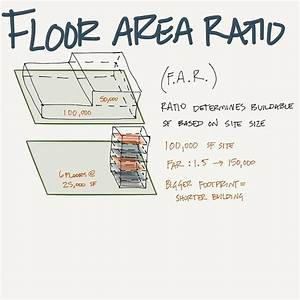 FLOOR AREA RATIO
50,000
100,000
6 FLOORS @
25,000 SF
(F.A.R.)
RATIO DETERMINES BUILDABLE
SF BASED ON SITE SIZE
100,000 SF SITE
FAR: 1.5 → 150,000
BIGGER FOOTPRINT =
SHORTER BUILDING